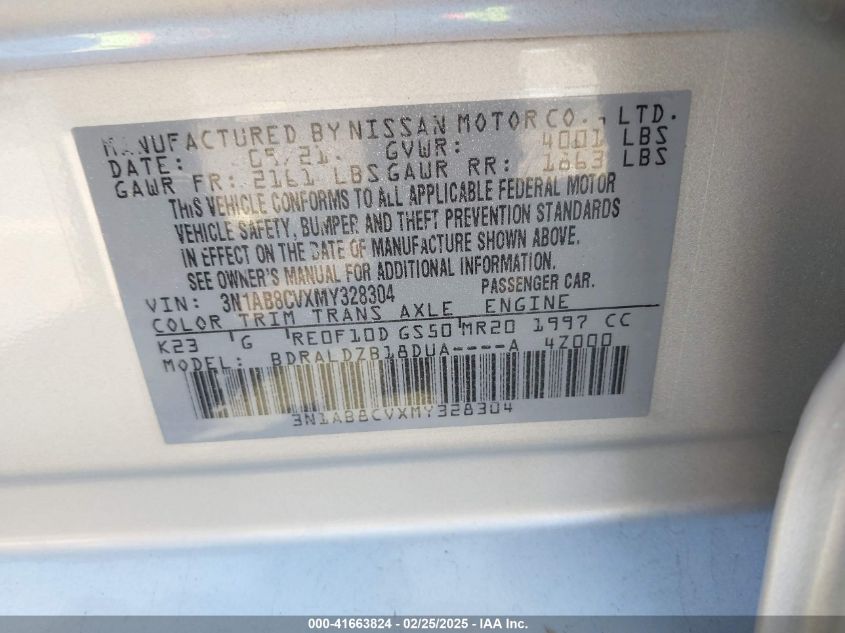 MANUFACTURED BY NISSAN MOTOR CO., LTD.
DATE: 05/21. GVWR: 4001 LBS
GAWR FR: 2161 LBS GAWR RR: 1863 LBS
THIS VEHICLE CONFORMS TO ALL APPLICABLE FEDERAL MOTOR
VEHICLE SAFETY, BUMPER, AND THEFT PREVENTION STANDARDS
IN EFFECT ON THE DATE OF MANUFACTURE SHOWN ABOVE.
SEE OWNER'S MANUAL FOR ADDITIONAL INFORMATION.
VIN: 3N1AB8CVXMY328304 PASSENGER CAR.
COLOR TRIM TRANS AXLE ENGINE
K23 G RE0F10D GS50 MR20 1997 CC
MODEL: BDRALDZB18DUA----A 4Z000
3N1AB8CVXMY328304
000-41663824 - 02/25/2025 - IAA Inc.